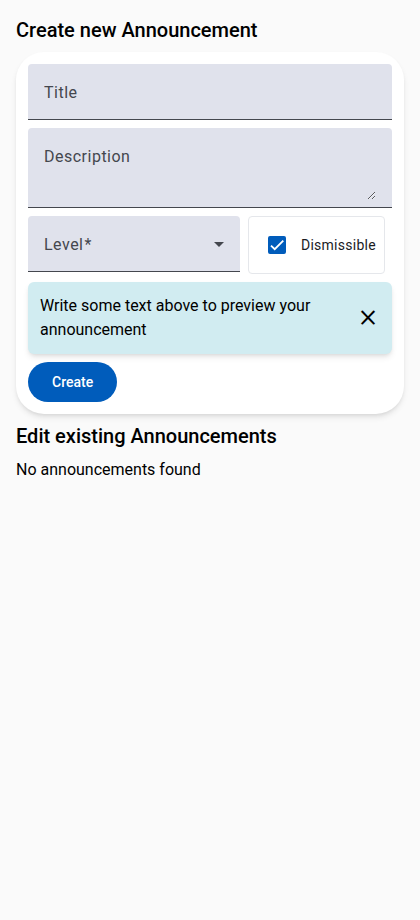 Create new Announcement
Title
Description
Level*
Dismissible
Write some text above to preview your
announcement
Create
Edit existing Announcements
No announcements found